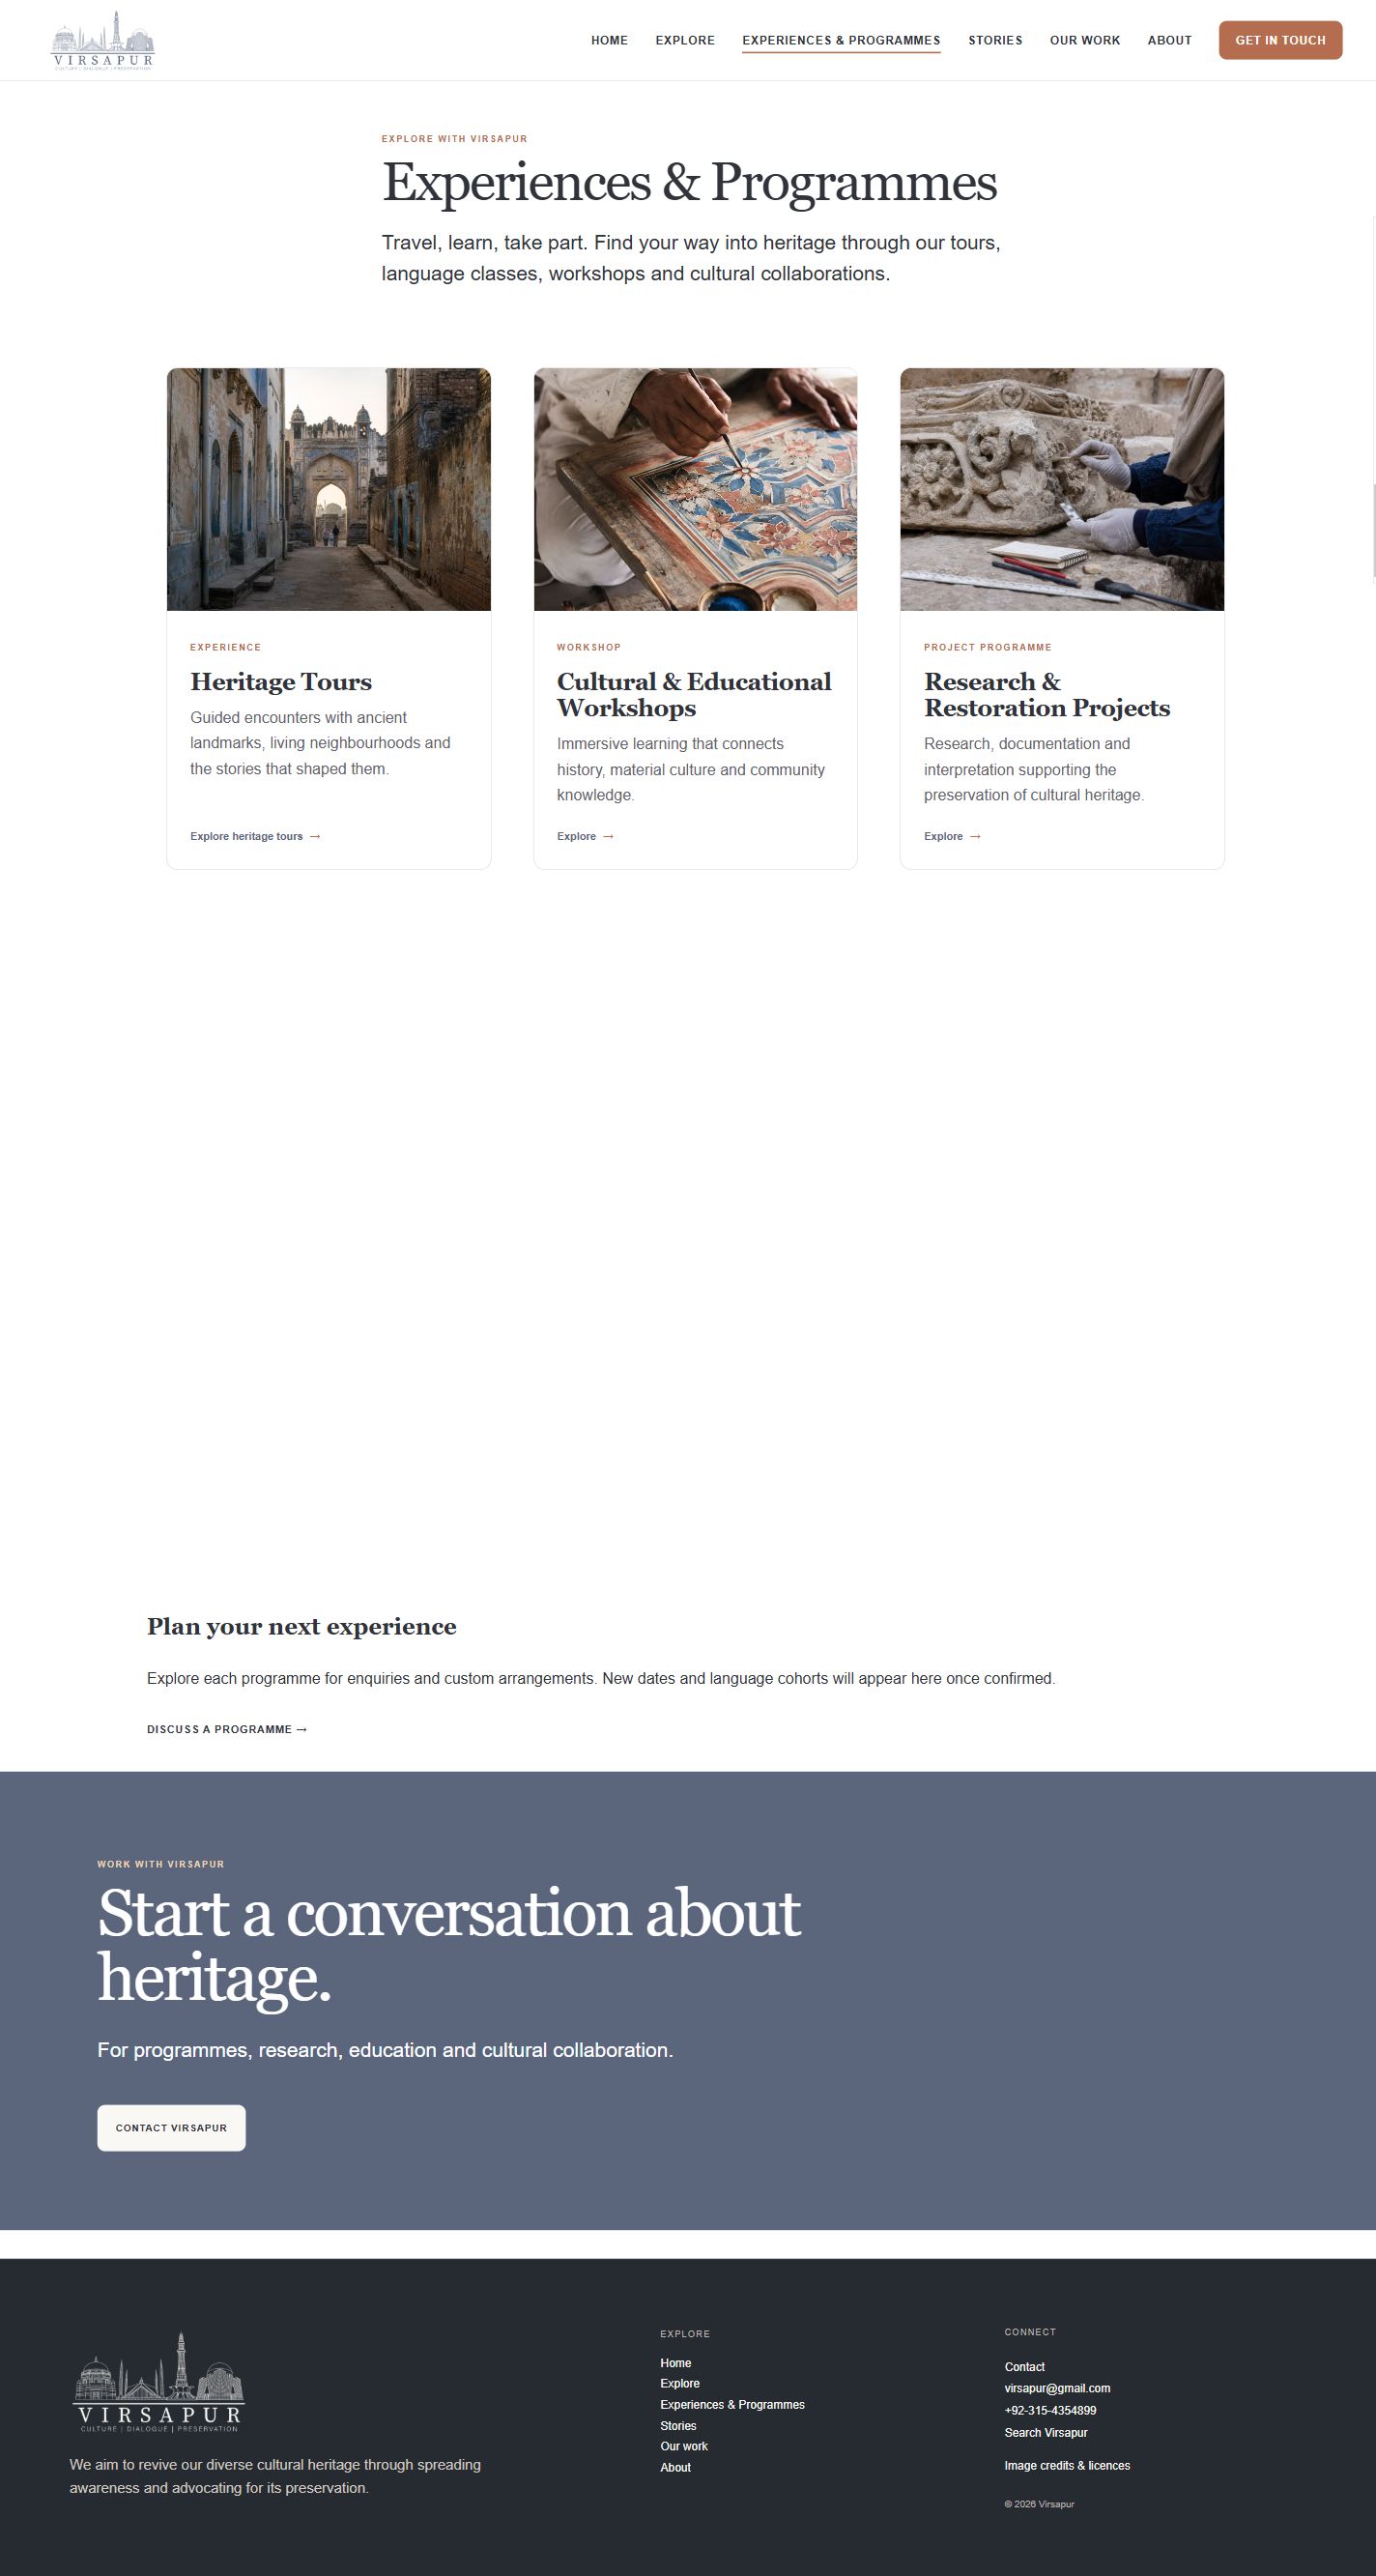 VIRSAPUR
CULTURE | DIALOGUE | PRESERVATION
HOME EXPLORE EXPERIENCES & PROGRAMMES STORIES OUR WORK ABOUT GET IN TOUCH
EXPLORE WITH VIRSAPUR
Experiences & Programmes
Travel, learn, take part. Find your way into heritage through our tours,
language classes, workshops and cultural collaborations.
EXPERIENCE
Heritage Tours
Guided encounters with ancient
landmarks, living neighbourhoods and
the stories that shaped them.
Explore heritage tours →
WORKSHOP
Cultural & Educational
Workshops
Immersive learning that connects
history, material culture and community
knowledge.
Explore →
PROJECT PROGRAMME
Research &
Restoration Projects
Research, documentation and
interpretation supporting the
preservation of cultural heritage.
Explore →
Plan your next experience
Explore each programme for enquiries and custom arrangements. New dates and language cohorts will appear here once confirmed.
DISCUSS A PROGRAMME →
WORK WITH VIRSAPUR
Start a conversation about
heritage.
For programmes, research, education and cultural collaboration.
CONTACT VIRSAPUR
VIRSAPUR
CULTURE | DIALOGUE | PRESERVATION
We aim to revive our diverse cultural heritage through spreading
awareness and advocating for its preservation.
EXPLORE
Home
Explore
Experiences & Programmes
Stories
Our work
About
CONNECT
Contact
virsapur@gmail.com
+92-315-4354899
Search Virsapur
Image credits & licences
© 2026 Virsapur